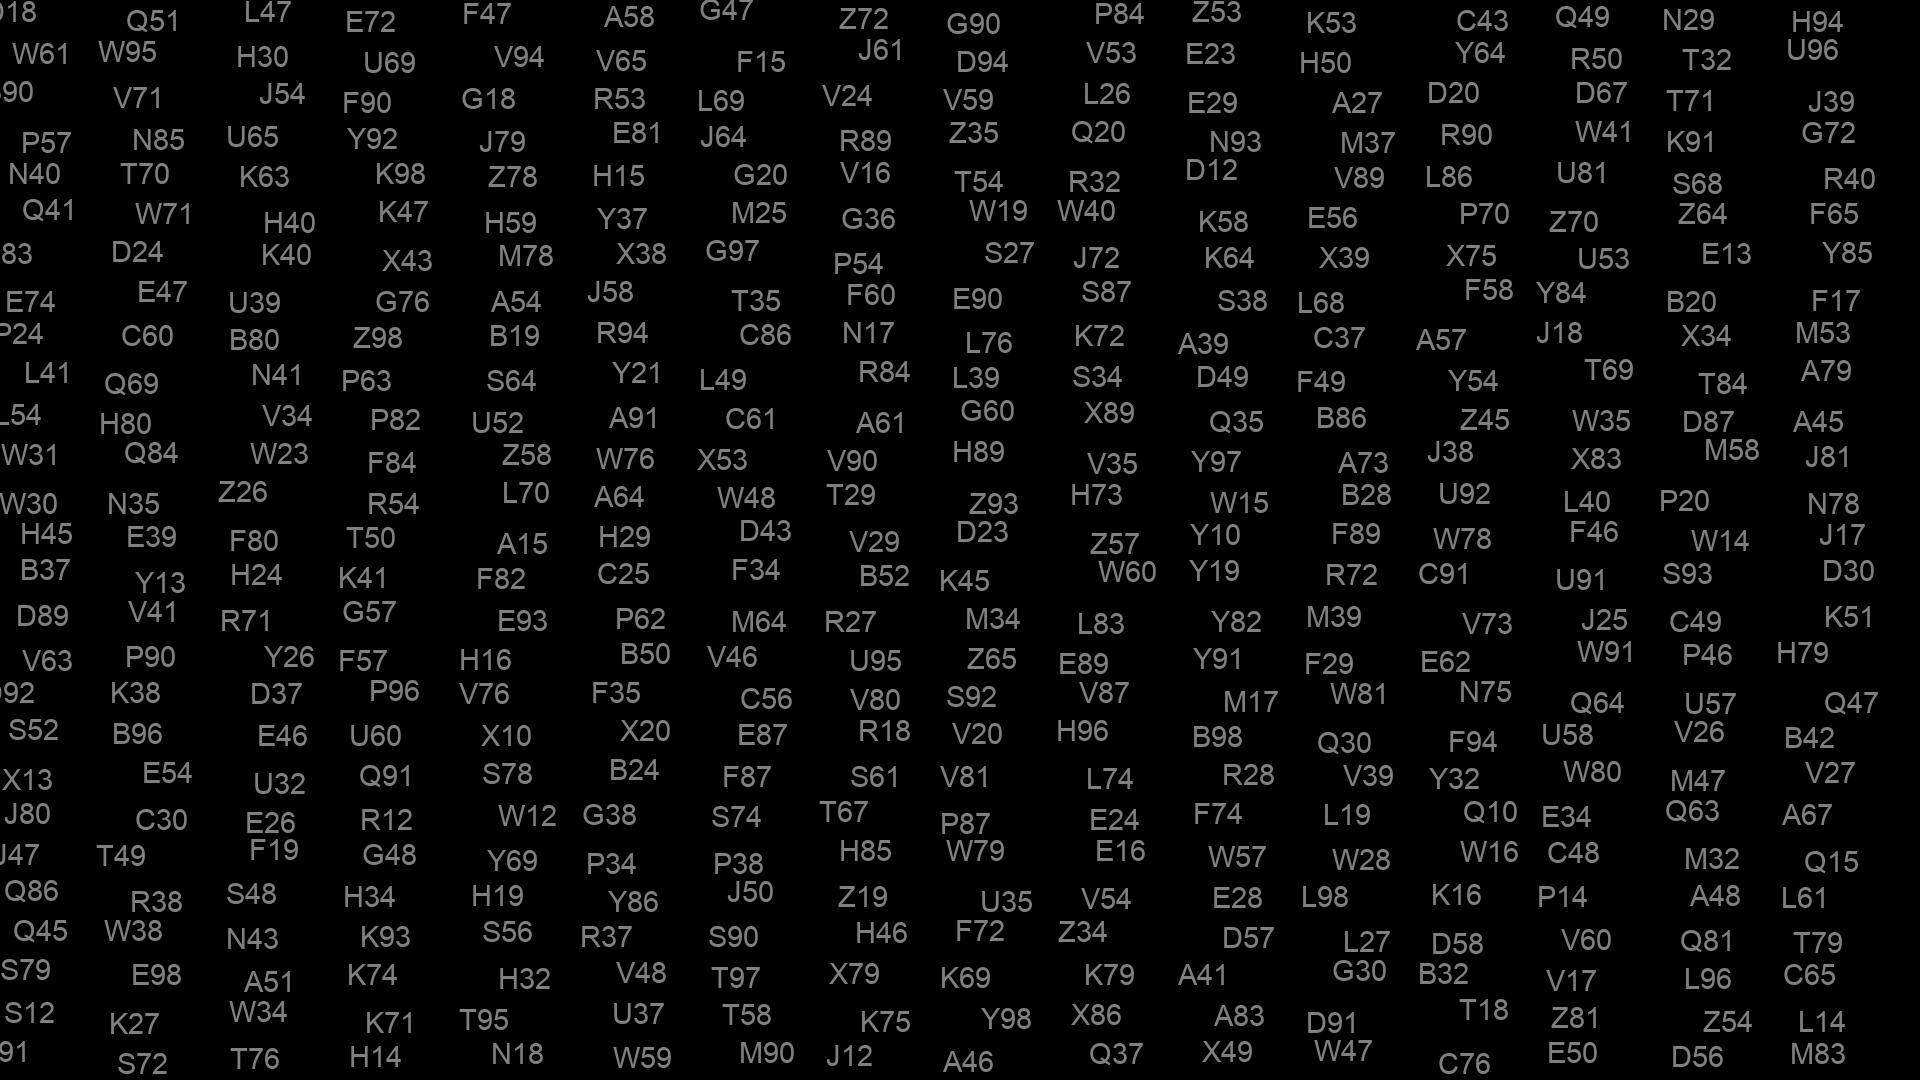 Q51 L47 E72 F47 A58 G47 Z72 G90 P84 Z53 K53 C43 Q49 N29 H94
W61 W95 H30 U69 V94 V65 F15 J61 D94 V53 E23 H50 Y64 R50 T32 U96
V71 J54 F90 G18 R53 L69 V24 V59 L26 E29 A27 D20 D67 T71 J39
P57 N85 U65 Y92 J79 E81 J64 R89 Z35 Q20 N93 M37 R90 W41 K91 G72
N40 T70 K63 K98 Z78 H15 G20 V16 T54 R32 D12 V89 L86 U81 S68 R40
Q41 W71 H40 K47 H59 Y37 M25 G36 W19 W40 K58 E56 P70 Z70 Z64 F65
83 D24 K40 X43 M78 X38 G97 P54 S27 J72 K64 X39 X75 U53 E13 Y85
E74 E47 U39 G76 A54 J58 T35 F60 E90 S87 S38 L68 F58 Y84 B20 F17
P24 C60 B80 Z98 B19 R94 C86 N17 L76 K72 A39 C37 A57 J18 X34 M53
L41 Q69 N41 P63 S64 Y21 L49 R84 L39 S34 D49 F49 Y54 T69 T84 A79
L54 H80 V34 P82 U52 A91 C61 A61 G60 X89 Q35 B86 Z45 W35 D87 A45
W31 Q84 W23 F84 Z58 W76 X53 V90 H89 V35 Y97 A73 J38 X83 M58 J81
W30 N35 Z26 R54 L70 A64 W48 T29 Z93 H73 W15 B28 U92 L40 P20 N78
H45 E39 F80 T50 A15 H29 D43 V29 D23 Z57 Y10 F89 W78 F46 W14 J17
B37 Y13 H24 K41 F82 C25 F34 B52 K45 W60 Y19 R72 C91 U91 S93 D30
D89 V41 R71 G57 E93 P62 M64 R27 M34 L83 Y82 M39 V73 J25 C49 K51
V63 P90 Y26 F57 H16 B50 V46 U95 Z65 E89 Y91 F29 E62 W91 P46 H79
92 K38 D37 P96 V76 F35 C56 V80 S92 V87 M17 W81 N75 Q64 U57 Q47
S52 B96 E46 U60 X10 X20 E87 R18 V20 H96 B98 Q30 F94 U58 V26 B42
X13 E54 U32 Q91 S78 B24 F87 S61 V81 L74 R28 V39 Y32 W80 M47 V27
J80 C30 E26 R12 W12 G38 S74 T67 P87 E24 F74 L19 Q10 E34 Q63 A67
T49 F19 G48 Y69 P34 P38 H85 W79 E16 W57 W28 W16 C48 M32 Q15
Q86 R38 S48 H34 H19 Y86 J50 Z19 U35 V54 E28 L98 K16 P14 A48 L61
Q45 W38 N43 K93 S56 R37 S90 H46 F72 Z34 D57 L27 D58 V60 Q81 T79
S79 E98 A51 K74 H32 V48 T97 X79 K69 K79 A41 G30 B32 V17 L96 C65
S12 K27 W34 K71 T95 U37 T58 K75 Y98 X86 A83 D91 T18 Z81 Z54 L14
91 S72 T76 H14 N18 W59 M90 J12 A46 Q37 X49 W47 C76 E50 D56 M83